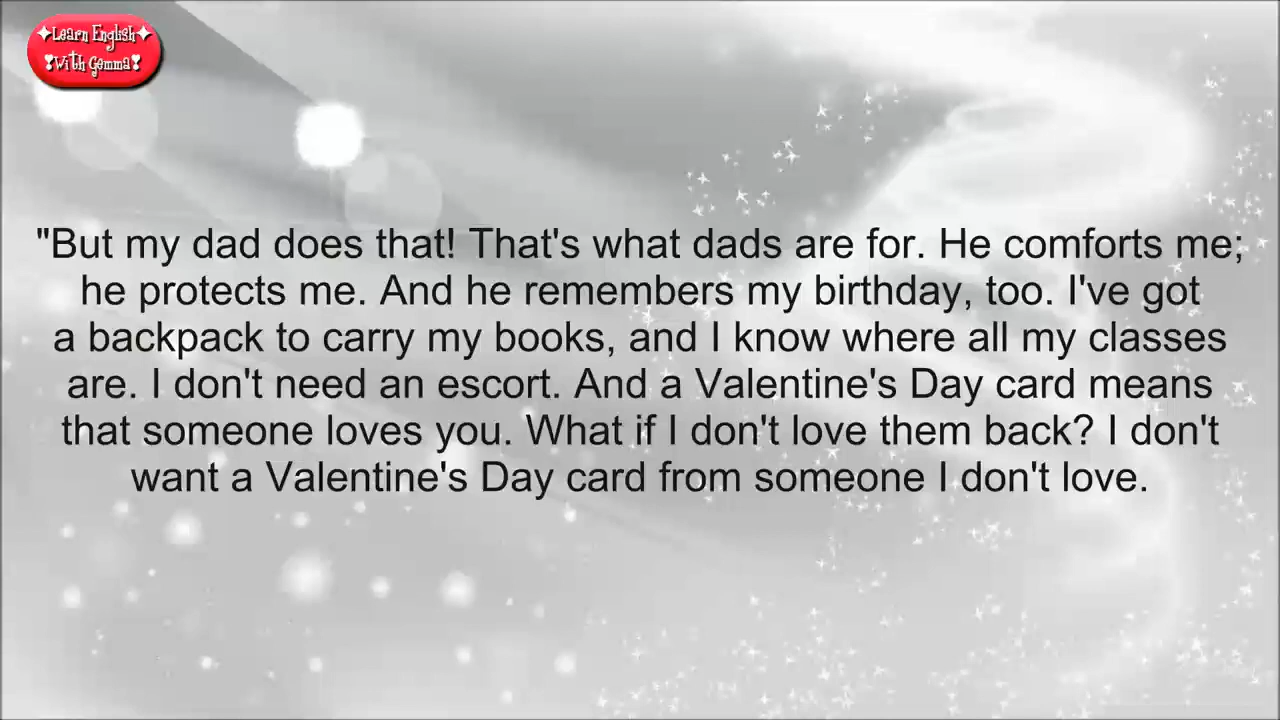 Learn English
With Gemma
"But my dad does that! That's what dads are for. He comforts me;
he protects me. And he remembers my birthday, too. I've got
a backpack to carry my books, and I know where all my classes
are. I don't need an escort. And a Valentine's Day card means
that someone loves you. What if I don't love them back? I don't
want a Valentine's Day card from someone I don't love.